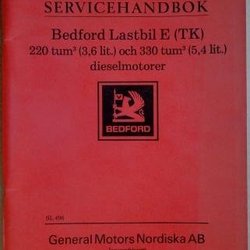 SERVICEHANDBOK
Bedford Lastbil E (TK)
220 tum³ (3,6 lit.) och 330 tum³ (5,4 lit.)
dieselmotorer
BEDFORD
General Motors Nordiska AB